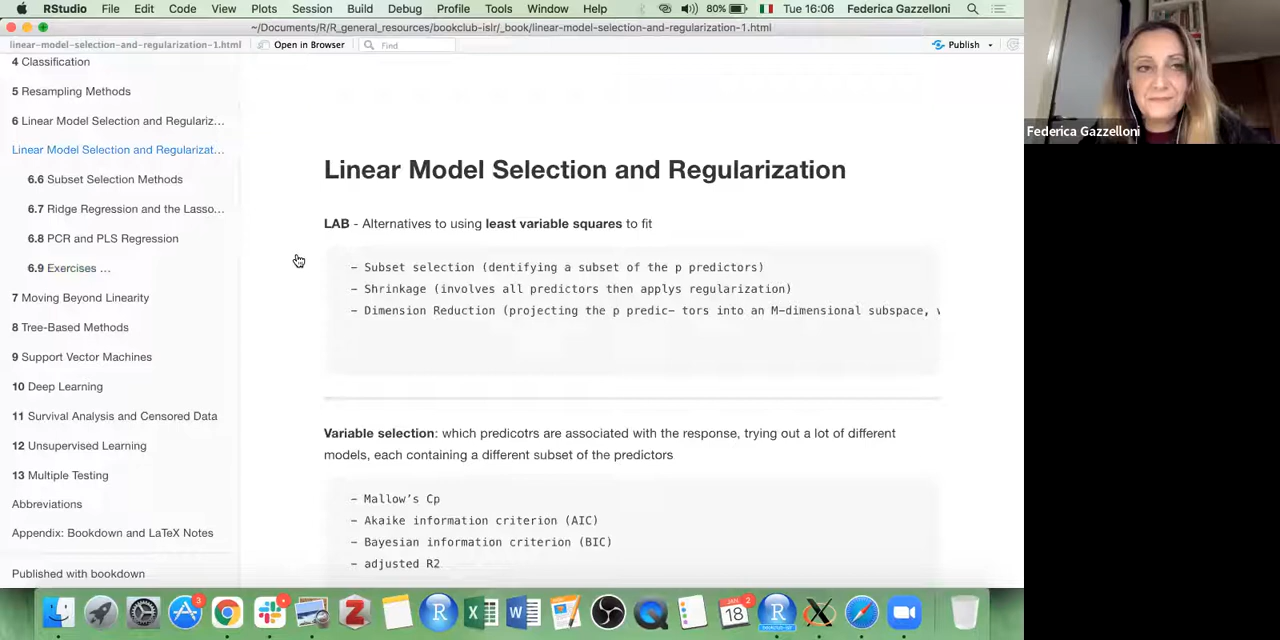 RStudio File Edit Code View Plots Session Build Debug Profile Tools Window Help 80% Tue 16:06 Federica Gazzelloni
~/Documents/R/R_general_resources/bookclub-islr/_book/linear-model-selection-and-regularization-1.html
linear-model-selection-and-regularization-1.html Open in Browser Find Publish
4 Classification
5 Resampling Methods
6 Linear Model Selection and Regulariz...
Linear Model Selection and Regularizat...
6.6 Subset Selection Methods
6.7 Ridge Regression and the Lasso...
6.8 PCR and PLS Regression
6.9 Exercises ...
7 Moving Beyond Linearity
8 Tree-Based Methods
9 Support Vector Machines
10 Deep Learning
11 Survival Analysis and Censored Data
12 Unsupervised Learning
13 Multiple Testing
Abbreviations
Appendix: Bookdown and LaTeX Notes
Published with bookdown
Linear Model Selection and Regularization
LAB - Alternatives to using least variable squares to fit
- Subset selection (dentifying a subset of the p predictors)
- Shrinkage (involves all predictors then applys regularization)
- Dimension Reduction (projecting the p predic- tors into an M-dimensional subspace,
Variable selection: which predicotrs are associated with the response, trying out a lot of different
models, each containing a different subset of the predictors
- Mallow’s Cp
- Akaike information criterion (AIC)
- Bayesian information criterion (BIC)
- adjusted R2
Federica Gazzelloni
3
JAN 2
18